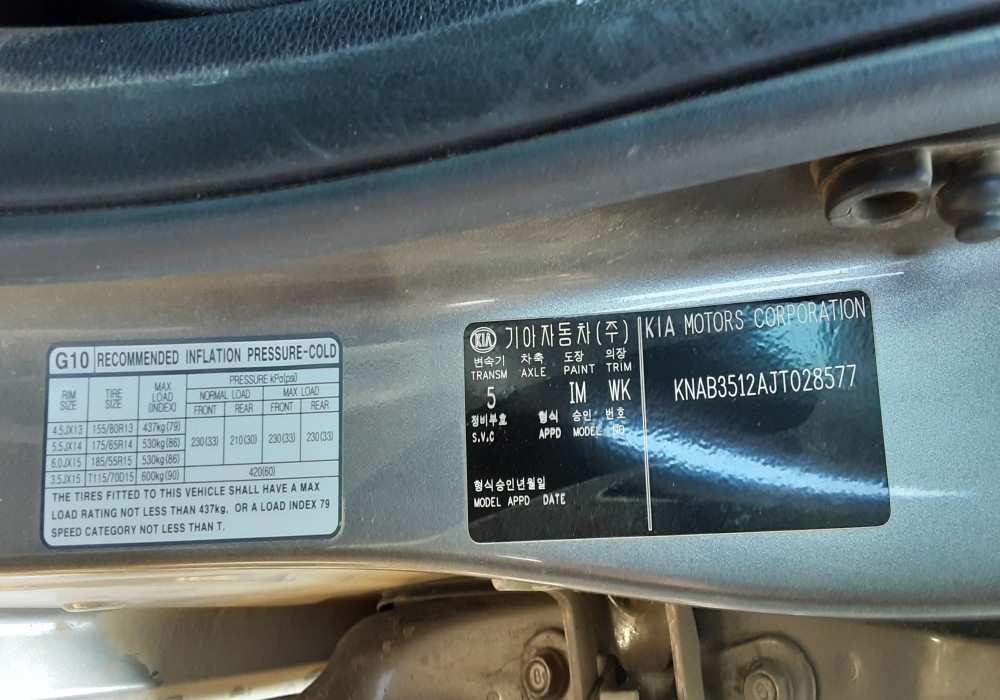 G10 RECOMMENDED INFLATION PRESSURE-COLD
RIM SIZE TIRE SIZE MAX LOAD (INDEX) PRESSURE kPa(psi)
NORMAL LOAD MAX LOAD
FRONT REAR FRONT REAR
4.5JX13 155/80R13 437kg(79)
5.5JX14 175/65R14 530kg(86) 230(33) 210(30) 230(33) 230(33)
6.0JX15 185/55R15 530kg(86)
3.5JX15 T115/70D15 600kg(90) 420(60)
THE TIRES FITTED TO THIS VEHICLE SHALL HAVE A MAX
LOAD RATING NOT LESS THAN 437kg, OR A LOAD INDEX 79
SPEED CATEGORY NOT LESS THAN T.
KIA 기아자동차(주) KIA MOTORS CORPORATION
변속기 차축 도장 의장
TRANSM AXLE PAINT TRIM
5 IM WK KNAB3512AJT028577
정비부호 형식 승인 번호
S.V.C APPD MODEL NO
형식승인년월일
MODEL APPD DATE
8